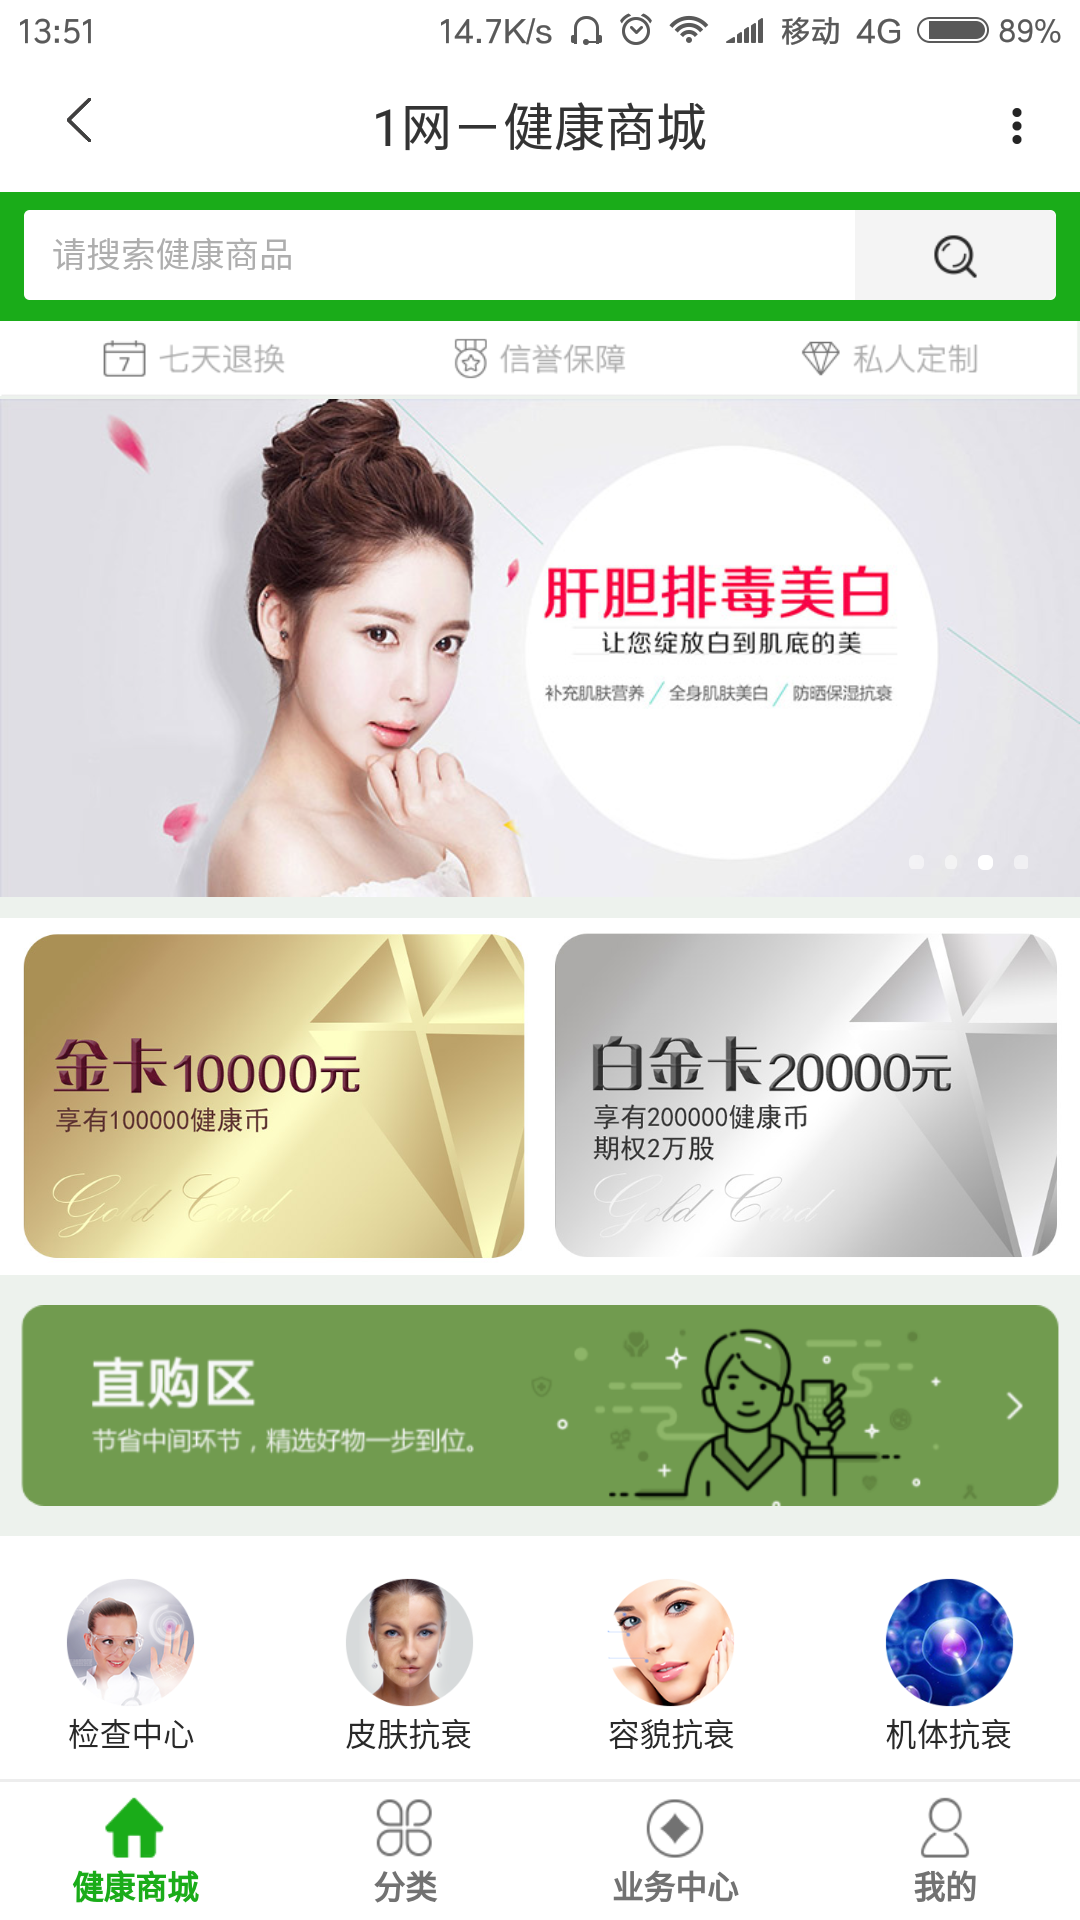 13:51 14.7K/s 移动 4G 89%
1网－健康商城
请搜索健康商品
7 七天退换 信誉保障 私人定制
肝胆排毒美白
让您绽放白到肌底的美
补充肌肤营养 / 全身肌肤美白 / 防晒保湿抗衰
金卡10000元
享有100000健康币
Gold Card
白金卡20000元
享有200000健康币
期权2万股
Gold Card
直购区
节省中间环节，精选好物一步到位。
检查中心 皮肤抗衰 容貌抗衰 机体抗衰
健康商城 分类 业务中心 我的